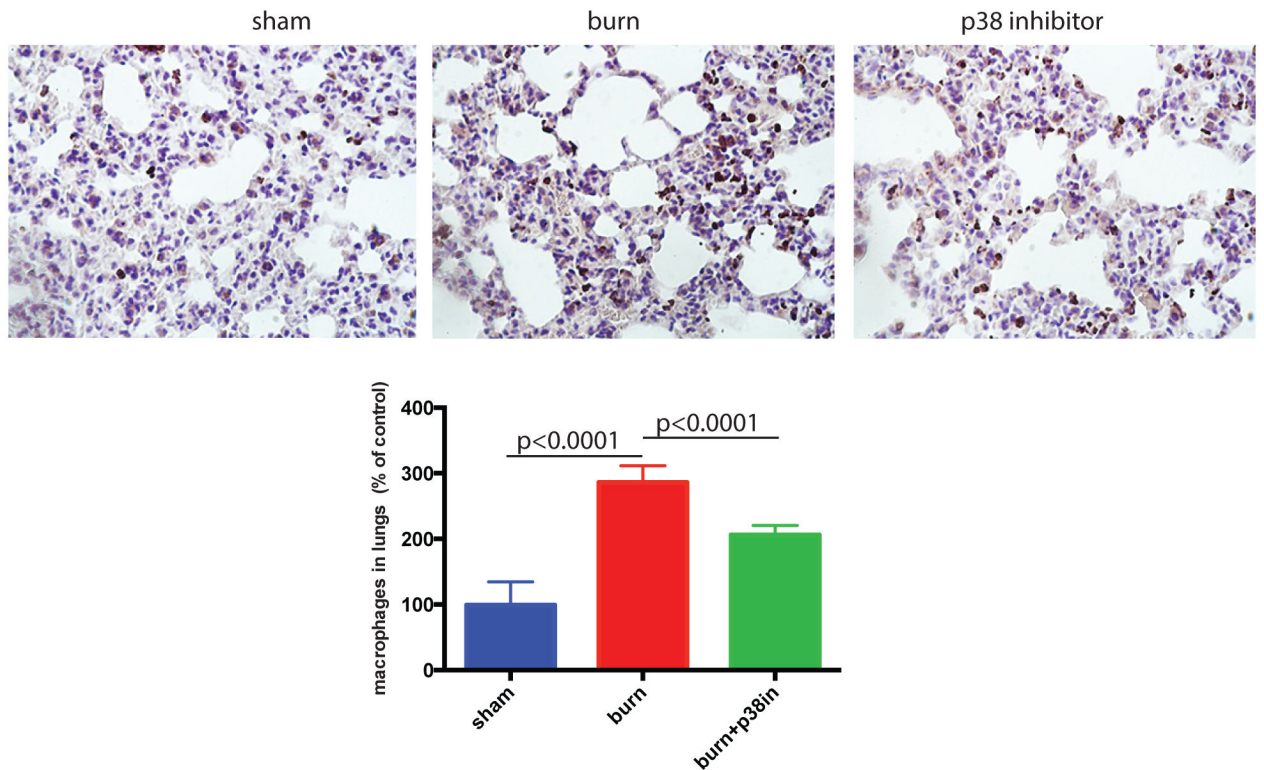 sham
burn
p38 inhibitor
macrophages in lungs (% of control)
400
300
200
100
0
p<0.0001
p<0.0001
sham
burn
burn+p38in